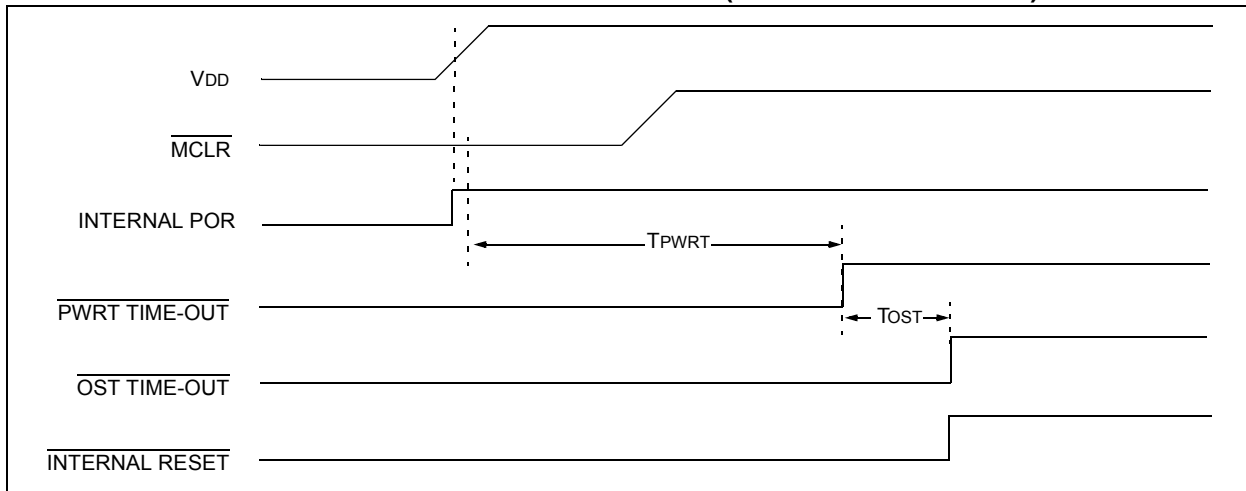 VDD
MCLR
INTERNAL POR
TPWRT
PWRT TIME-OUT
TOST
OST TIME-OUT
INTERNAL RESET